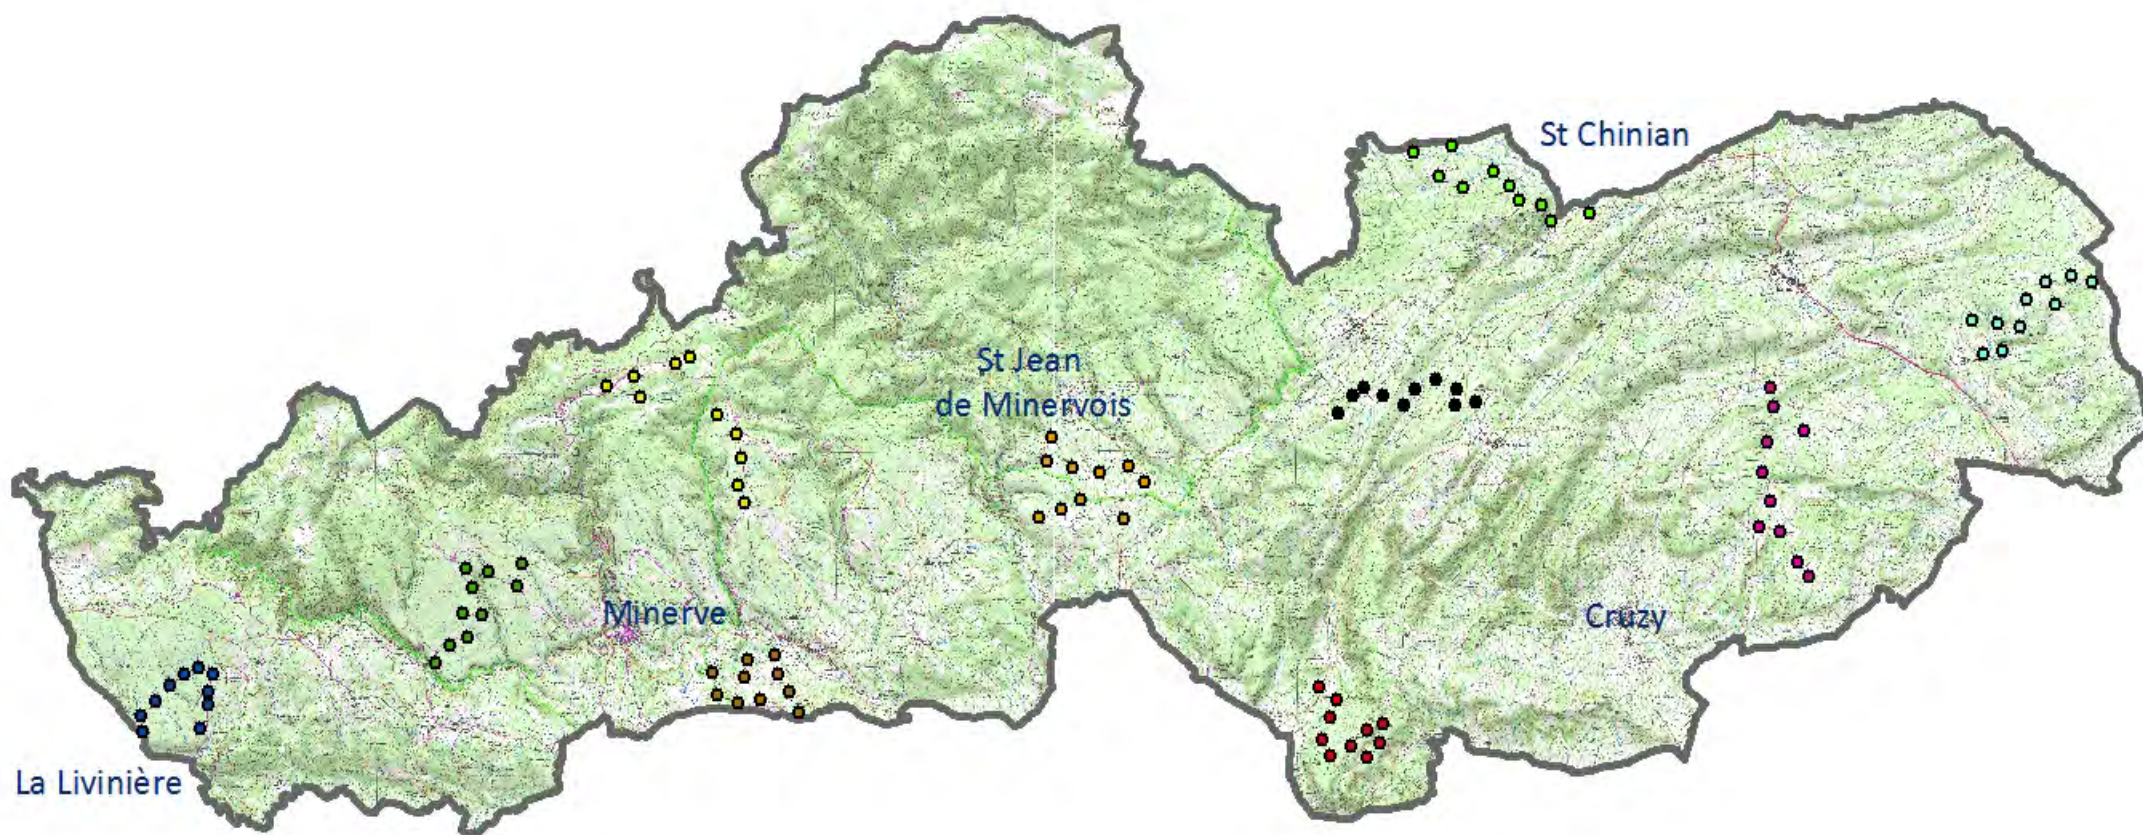 St Chinian
St Jean
de Minervois
Minerve
Cruzy
La Livinière